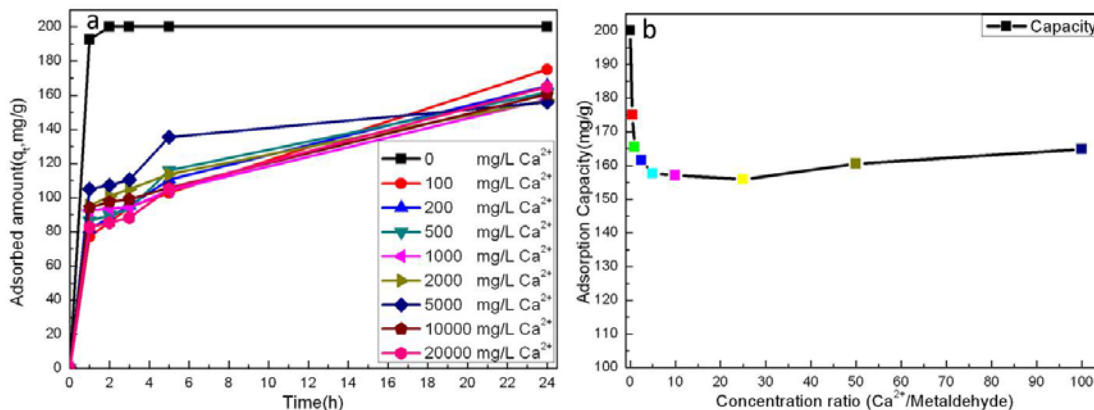 a
Adsorbed amount(qt,mg/g)
200
180
160
140
120
100
80
60
40
20
0
0 mg/L Ca²⁺
100 mg/L Ca²⁺
200 mg/L Ca²⁺
500 mg/L Ca²⁺
1000 mg/L Ca²⁺
2000 mg/L Ca²⁺
5000 mg/L Ca²⁺
10000 mg/L Ca²⁺
20000 mg/L Ca²⁺
0 2 4 6 8 10 12 14 16 18 20 22 24
Time(h)
b
Capacity
Adsorption Capacity(mg/g)
200
190
180
170
160
150
140
130
120
110
100
0 10 20 30 40 50 60 70 80 90 100
Concentration ratio (Ca²⁺/Metaldehyde)